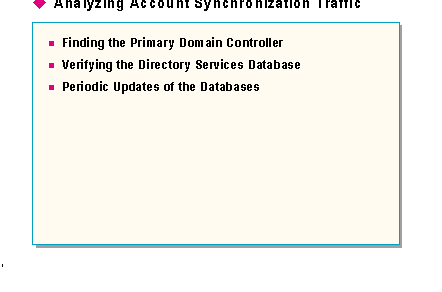 Analyzing Account Synchronization Traffic
Finding the Primary Domain Controller
Verifying the Directory Services Database
Periodic Updates of the Databases